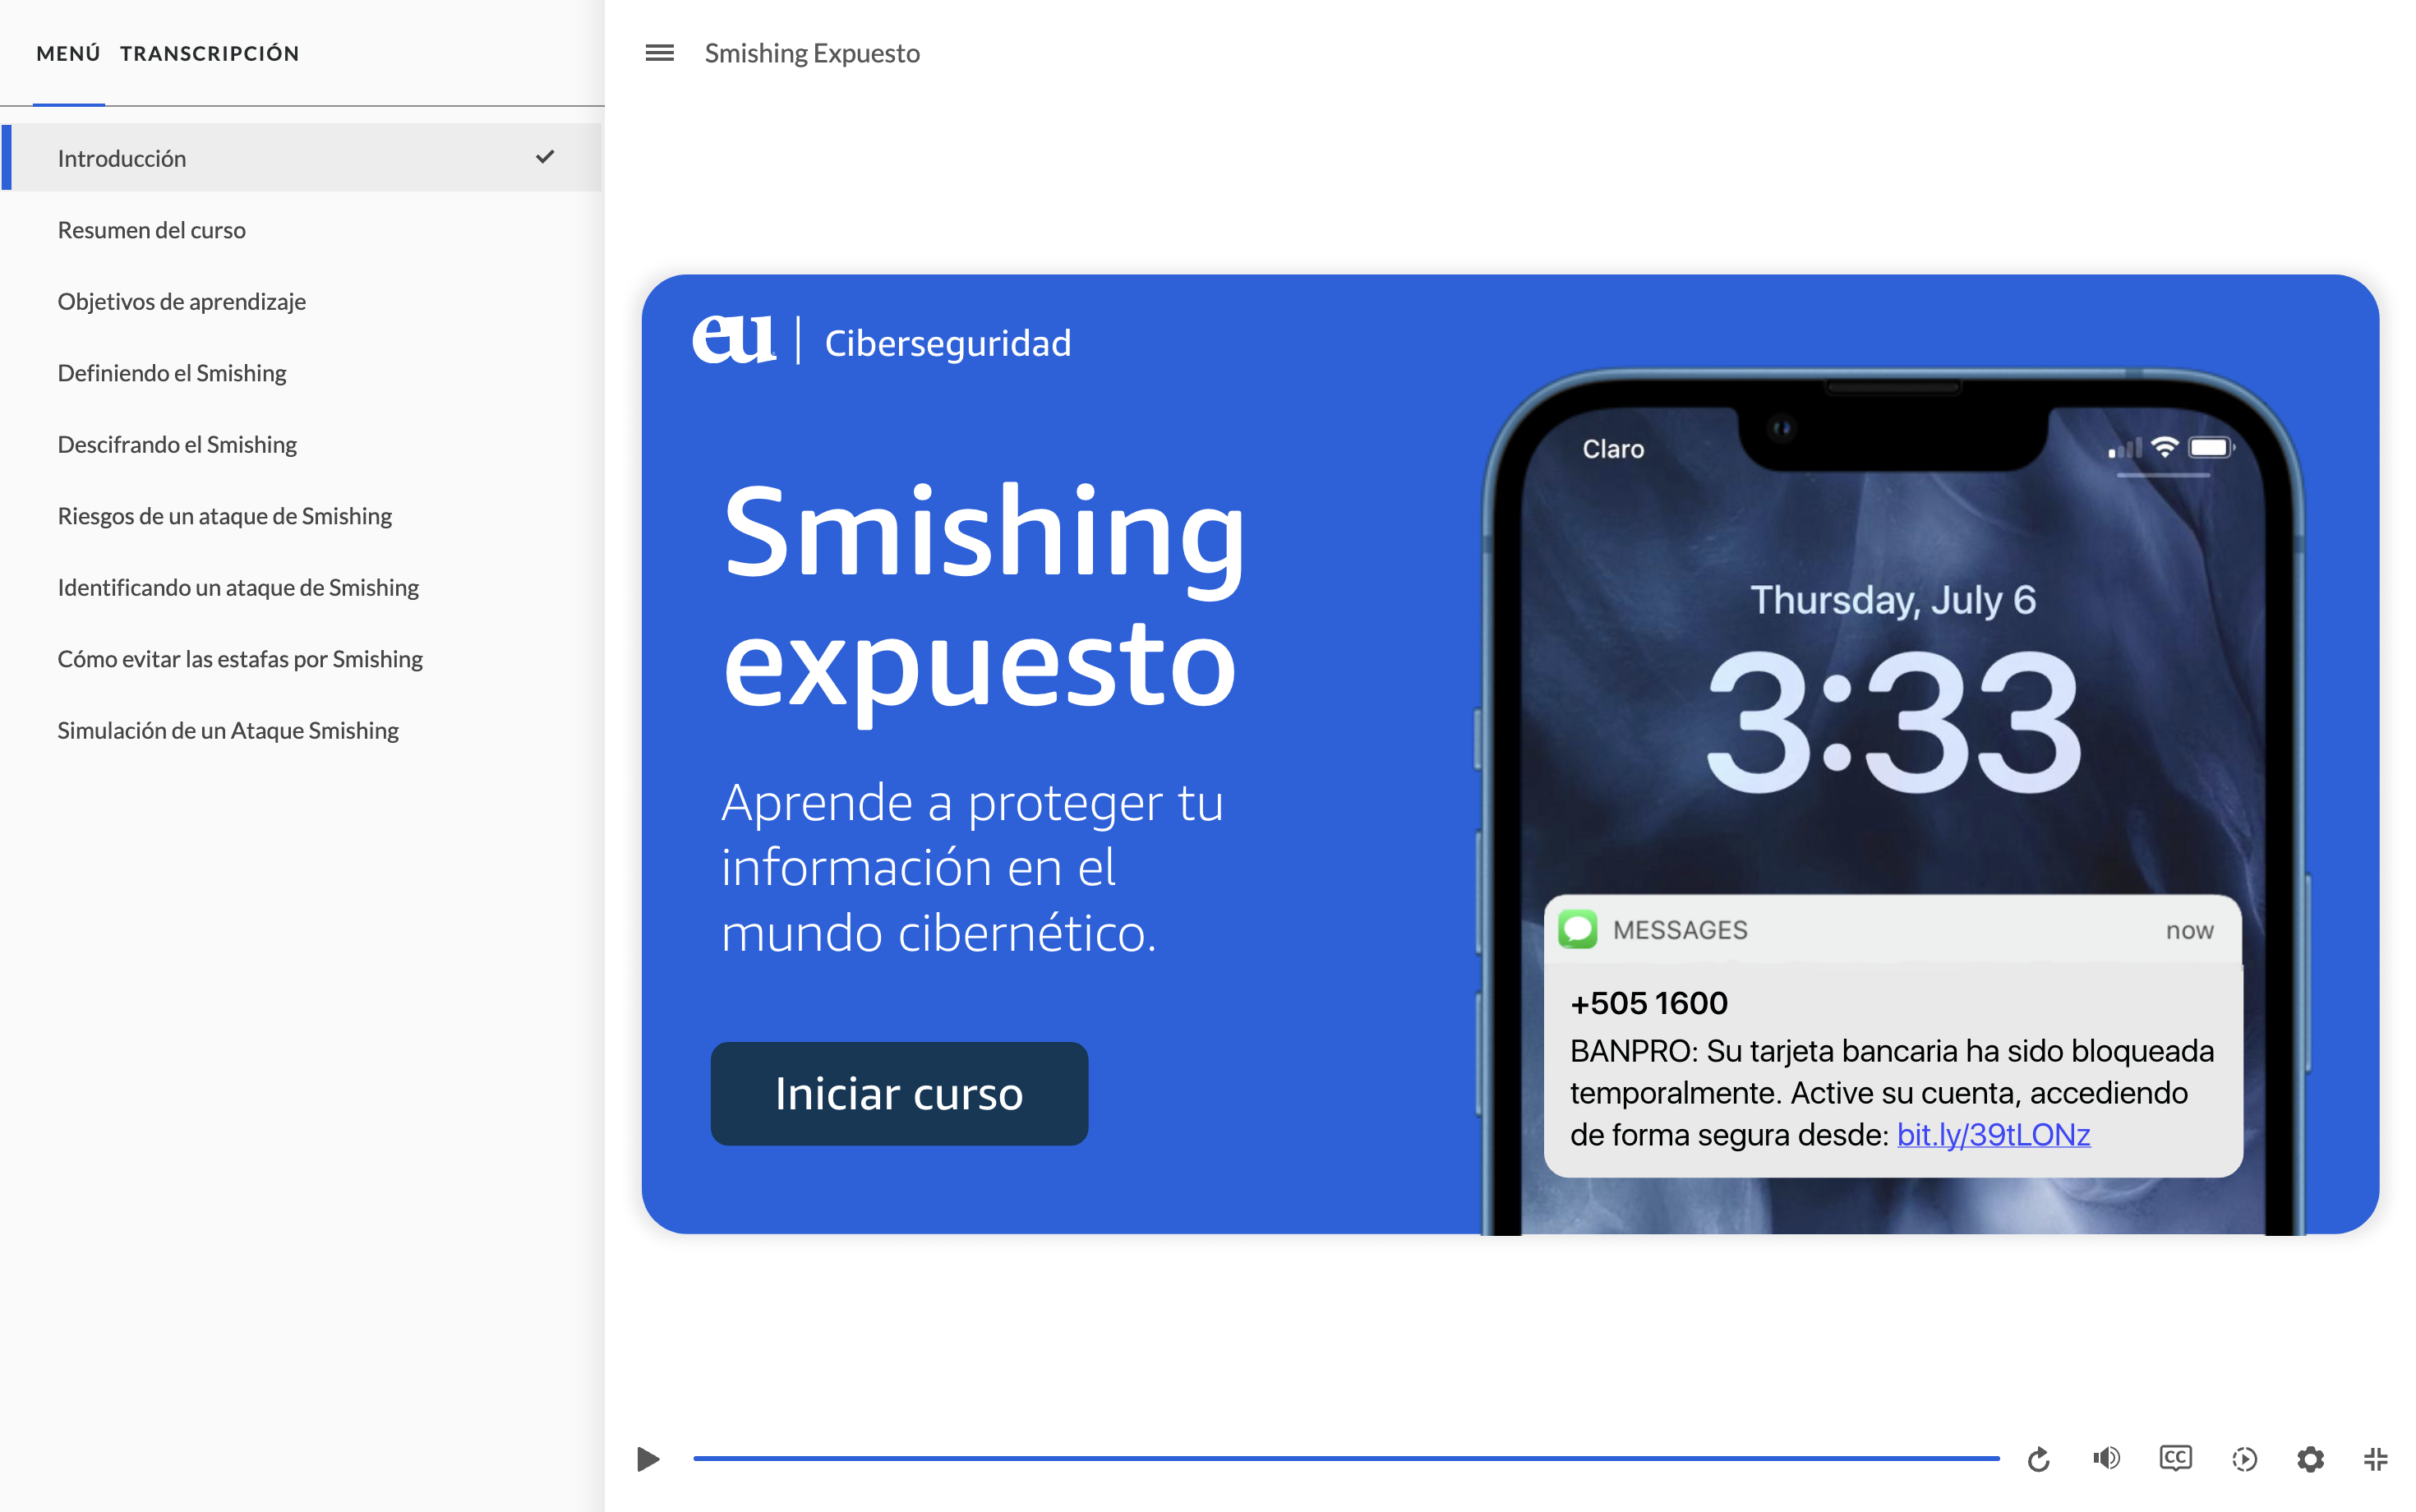 MENÚ TRANSCRIPCIÓN
Introducción
Resumen del curso
Objetivos de aprendizaje
Definiendo el Smishing
Descifrando el Smishing
Riesgos de un ataque de Smishing
Identificando un ataque de Smishing
Cómo evitar las estafas por Smishing
Simulación de un Ataque Smishing
Smishing Expuesto
eu | Ciberseguridad
Smishing
expuesto
Aprende a proteger tu
información en el
mundo cibernético.
Iniciar curso
Claro
Thursday, July 6
3:33
MESSAGES now
+505 1600
BANPRO: Su tarjeta bancaria ha sido bloqueada
temporalmente. Active su cuenta, accediendo
de forma segura desde: bit.ly/39tLONz
CC